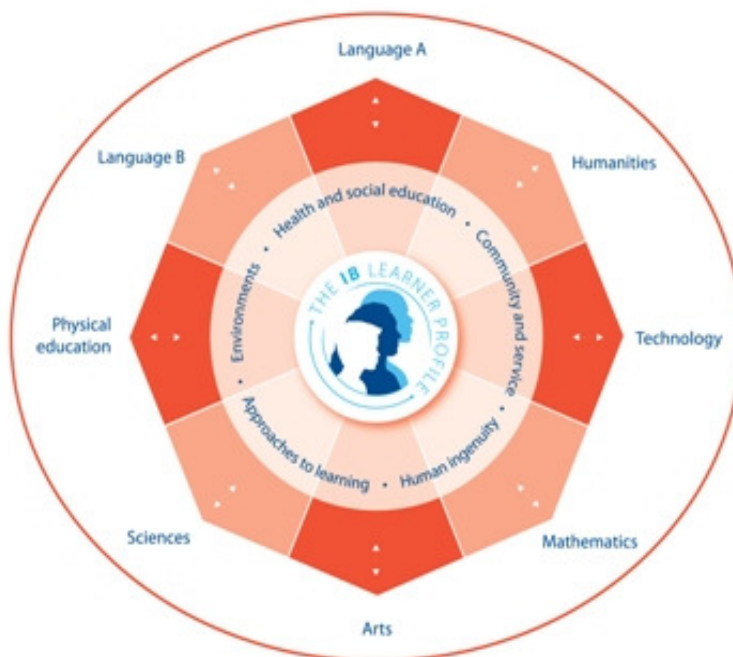 Language A
Humanities
Technology
Mathematics
Arts
Sciences
Physical
education
Language B
Health and social education
Community and service
Human ingenuity
Approaches to learning
Environments
THE IB LEARNER PROFILE